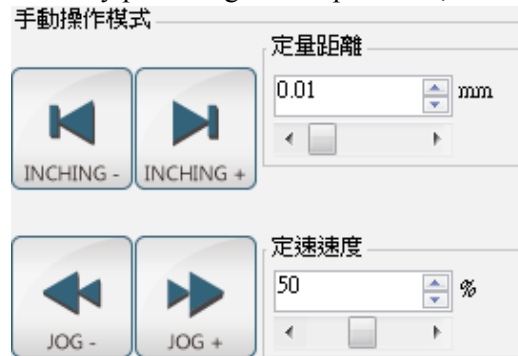 手動操作模式
定量距離
0.01 mm
INCHING - INCHING +
定速速度
50 %
JOG - JOG +